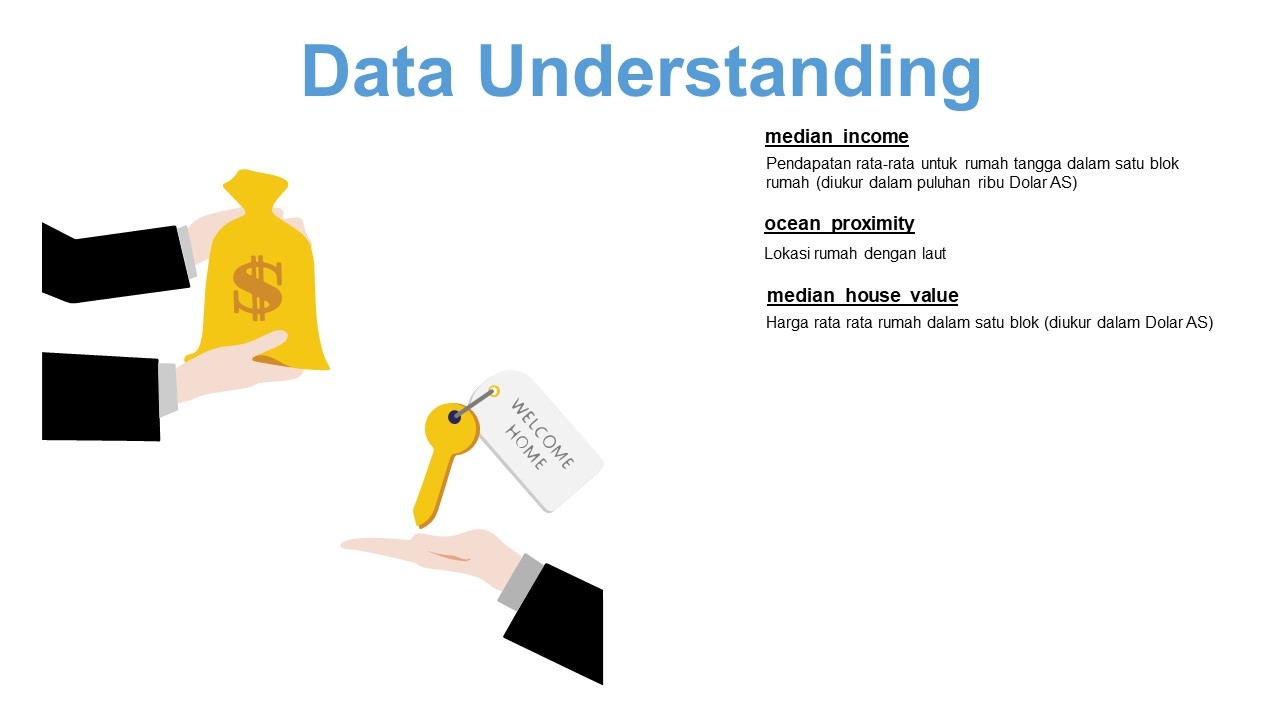 Data Understanding
median_income
Pendapatan rata-rata untuk rumah tangga dalam satu blok
rumah (diukur dalam puluhan ribu Dolar AS)
ocean_proximity
Lokasi rumah dengan laut
median_house_value
Harga rata rata rumah dalam satu blok (diukur dalam Dolar AS)
$
WELCOME
HOME